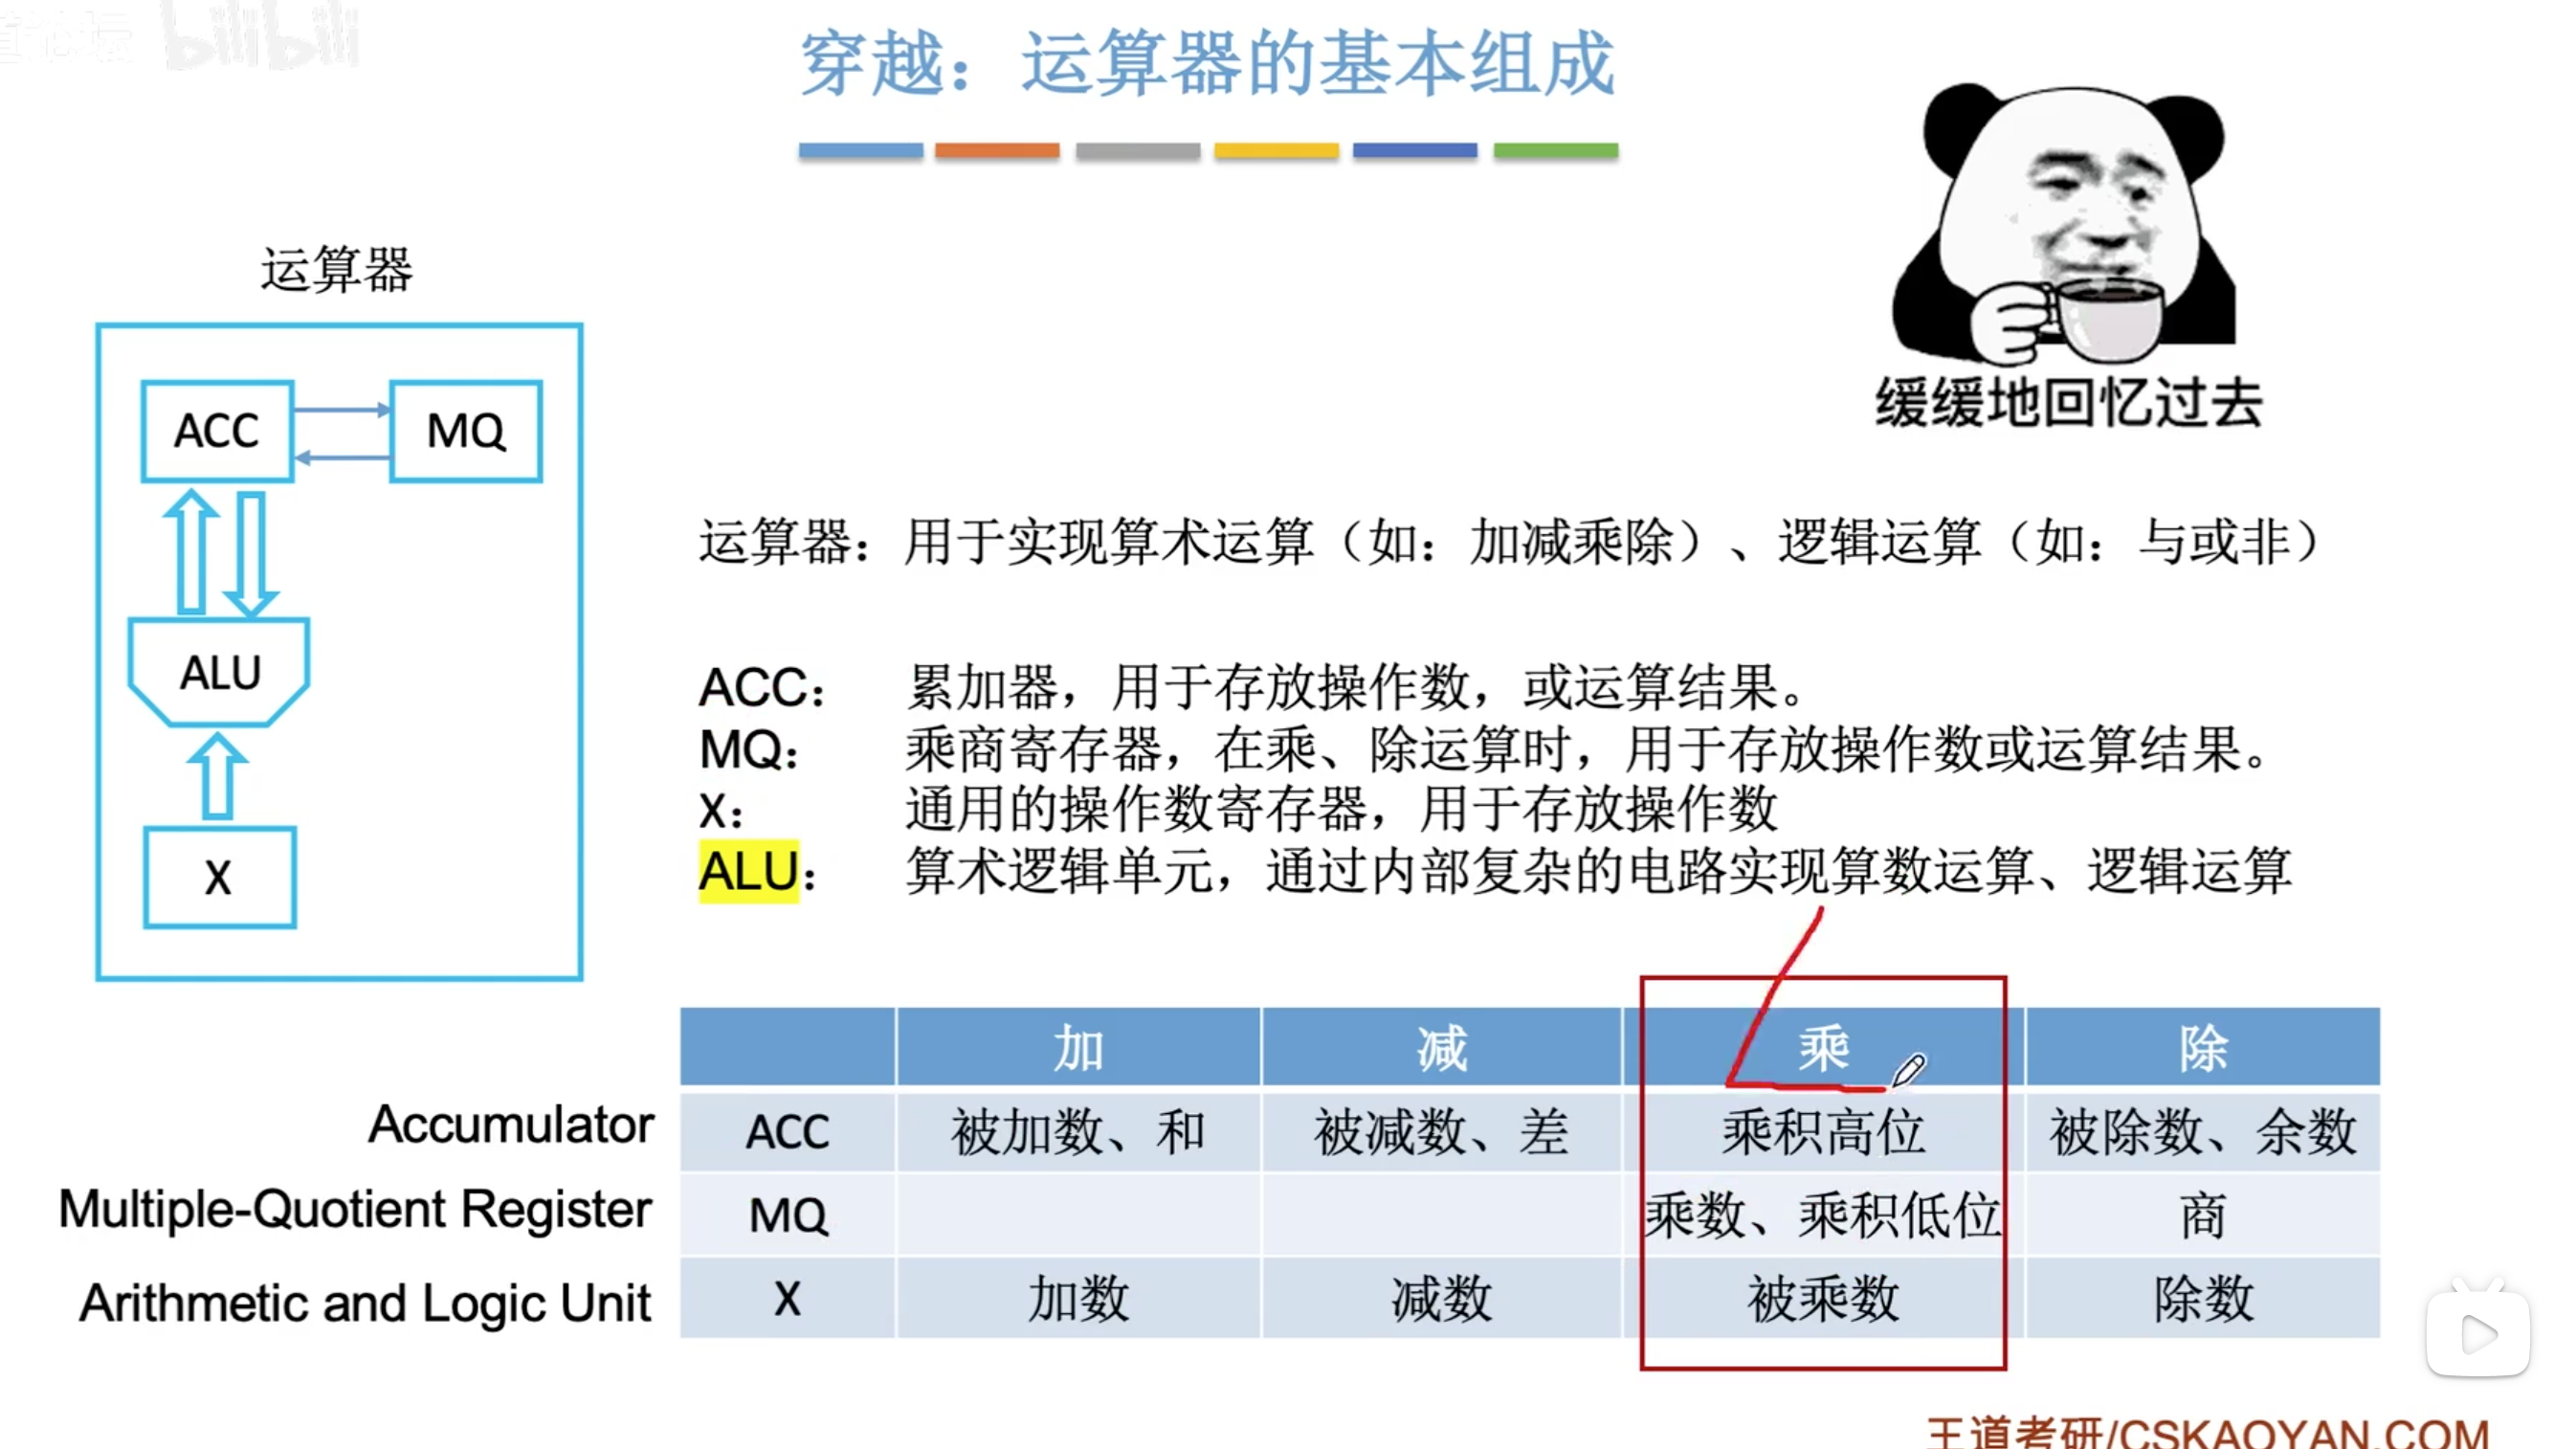 bilibili
穿越：运算器的基本组成
缓缓地回忆过去
运算器
ACC
MQ
ALU
X
运算器：用于实现算术运算（如：加减乘除）、逻辑运算（如：与或非）
ACC： 累加器，用于存放操作数，或运算结果。
MQ： 乘商寄存器，在乘、除运算时，用于存放操作数或运算结果。
X： 通用的操作数寄存器，用于存放操作数
ALU： 算术逻辑单元，通过内部复杂的电路实现算数运算、逻辑运算
加 减 乘 除
Accumulator ACC 被加数、和 被减数、差 乘积高位 被除数、余数
Multiple-Quotient Register MQ 乘数、乘积低位 商
Arithmetic and Logic Unit X 加数 减数 被乘数 除数
王道考研/CSKAOYAN.COM